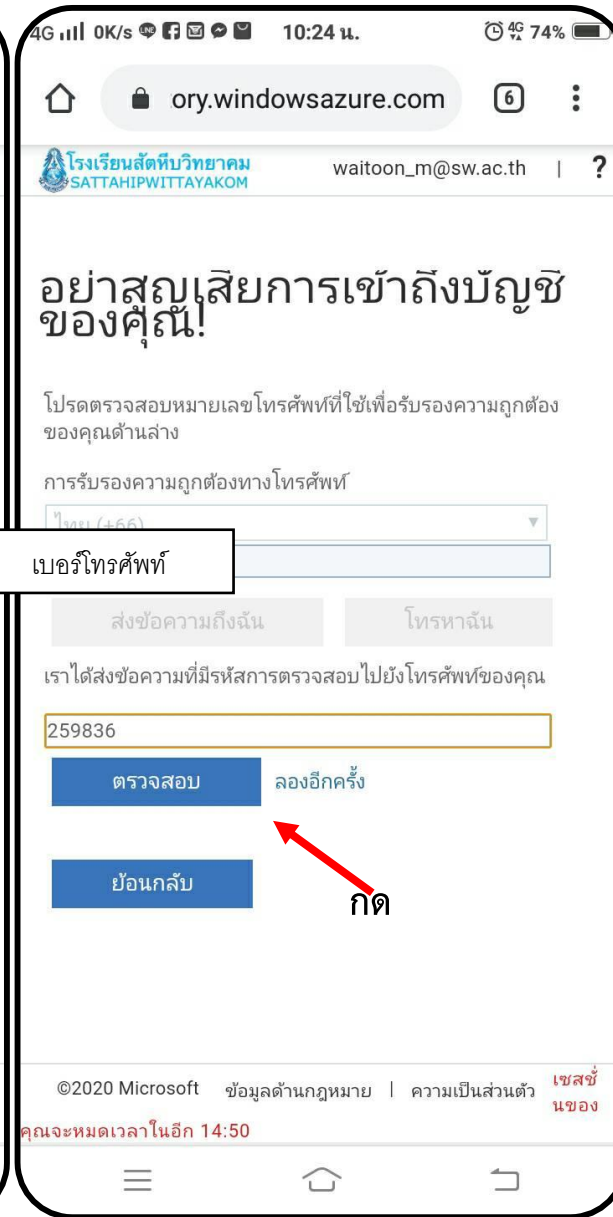 4G 0K/s 10:24 น. 4G 74%
ory.windowsazure.com 6
โรงเรียนสัตหีบวิทยาคม
SATTAHIPWITTAYAKOM waitoon_m@sw.ac.th | ?
อย่าสูญเสียการเข้าถึงบัญชี
ของคุณ!
โปรดตรวจสอบหมายเลขโทรศัพท์ที่ใช้เพื่อรับรองความถูกต้อง
ของคุณด้านล่าง
การรับรองความถูกต้องทางโทรศัพท์
ไทย (+66)
เบอร์โทรศัพท์
ส่งข้อความถึงฉัน โทรหาฉัน
เราได้ส่งข้อความที่มีรหัสการตรวจสอบไปยังโทรศัพท์ของคุณ
259836
ตรวจสอบ ลองอีกครั้ง
ย้อนกลับ
กด
©2020 Microsoft ข้อมูลด้านกฎหมาย | ความเป็นส่วนตัว เซสชั่
นของ
คุณจะหมดเวลาในอีก 14:50